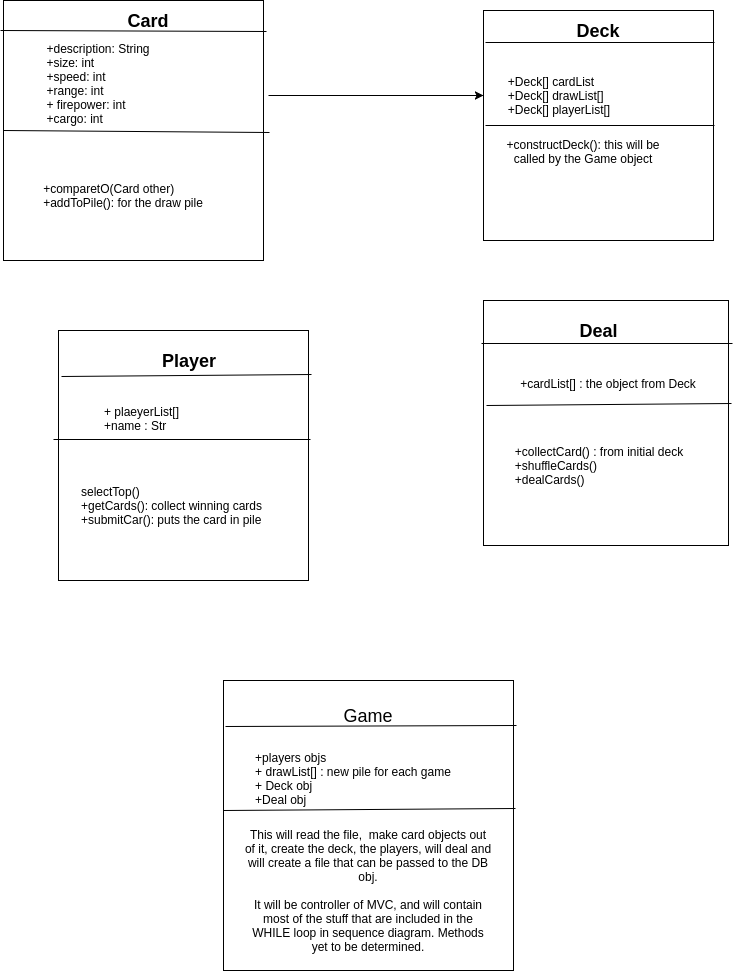 Card
+description: String
+size: int
+speed: int
+range: int
+ firepower: int
+cargo: int
+comparetO(Card other)
+addToPile(): for the draw pile
Deck
+Deck[] cardList
+Deck[] drawList[]
+Deck[] playerList[]
+constructDeck(): this will be
called by the Game object
Player
+ plaeyerList[]
+name : Str
selectTop()
+getCards(): collect winning cards
+submitCar(): puts the card in pile
Deal
+cardList[] : the object from Deck
+collectCard() : from initial deck
+shuffleCards()
+dealCards()
Game
+players objs
+ drawList[] : new pile for each game
+ Deck obj
+Deal obj
This will read the file,  make card objects out
of it, create the deck, the players, will deal and
will create a file that can be passed to the DB
obj.
It will be controller of MVC, and will contain
most of the stuff that are included in the
WHILE loop in sequence diagram. Methods
yet to be determined.